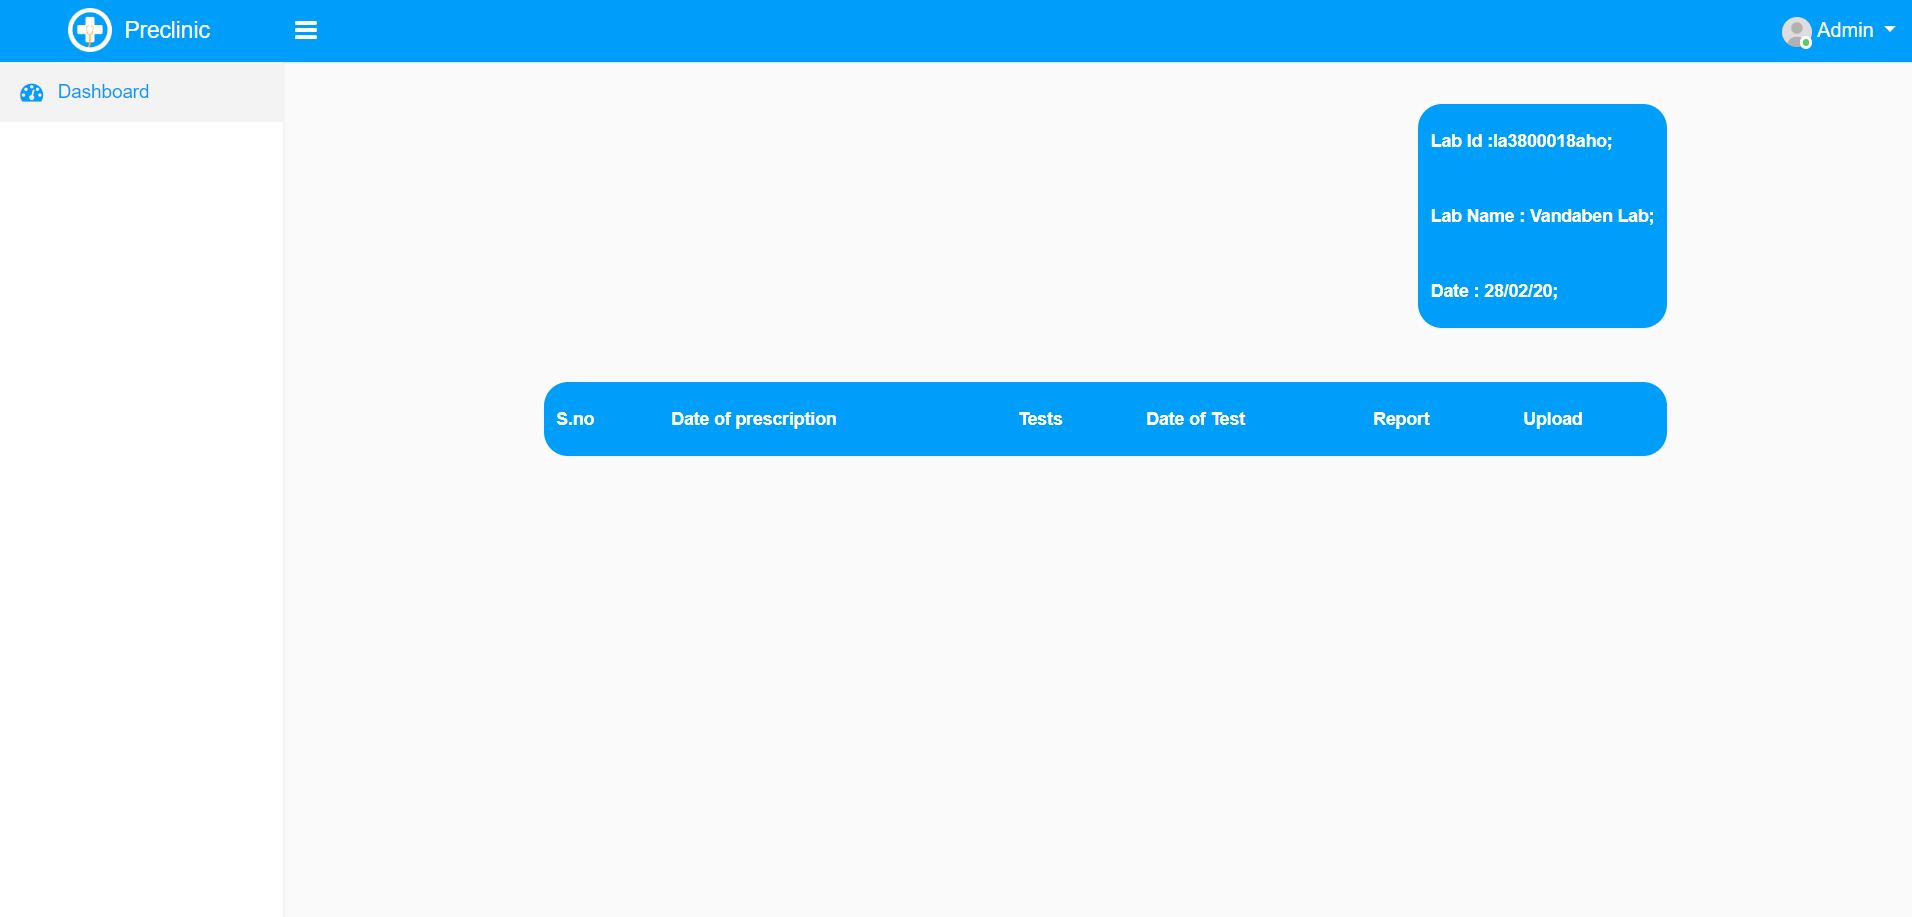 Preclinic
Admin
Dashboard
Lab Id :la3800018aho;
Lab Name : Vandaben Lab;
Date : 28/02/20;
S.no Date of prescription Tests Date of Test Report Upload